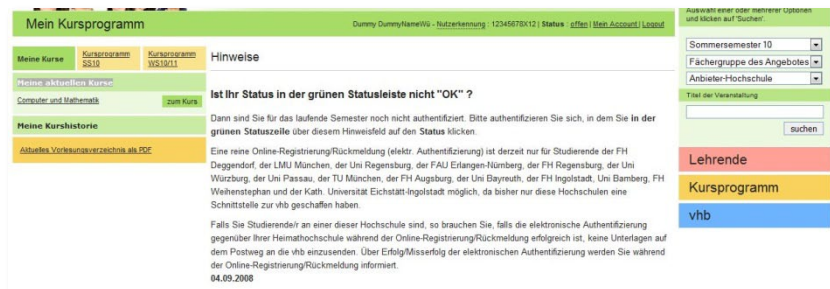 Mein Kursprogramm
Dummy DummyNameWü - Nutzerkennung : 12345678X12 | Status : offen | Mein Account | Logout
Meine Kurse
Kursprogramm SS10
Kursprogramm WS10/11
Meine aktuellen Kurse
Computer und Mathematik
zum Kurs
Meine Kurshistorie
Aktuelles Vorlesungsverzeichnis als PDF
Hinweise
Ist Ihr Status in der grünen Statusleiste nicht "OK" ?
Dann sind Sie für das laufende Semester noch nicht authentifiziert. Bitte authentifizieren Sie sich, in dem Sie in der
grünen Statuszeile über diesem Hinweisfeld auf den Status klicken.
Eine reine Online-Registrierung/Rückmeldung (elektr. Authentifizierung) ist derzeit nur für Studierende der FH
Deggendorf, der LMU München, der Uni Regensburg, der FAU Erlangen-Nürnberg, der FH Regensburg, der Uni
Würzburg, der Uni Passau, der TU München, der FH Augsburg, der Uni Bayreuth, der FH Ingolstadt, Uni Bamberg, FH
Weihenstephan und der Kath. Universität Eichstätt-Ingolstadt möglich, da bisher nur diese Hochschulen eine
Schnittstelle zur vhb geschaffen haben.
Falls Sie Studierende/r an einer dieser Hochschule sind, so brauchen Sie, falls die elektronische Authentifizierung
gegenüber Ihrer Heimathochschule während der Online-Registrierung/Rückmeldung erfolgreich ist, keine Unterlagen auf
dem Postweg an die vhb einzusenden. Über Erfolg/Misserfolg der elektronischen Authentifizierung werden Sie während
der Online-Registrierung/Rückmeldung informiert.
04.09.2008
Auswahl einer oder mehrerer Optionen
und klicken auf 'Suchen'.
Sommersemester 10
Fächergruppe des Angebotes
Anbieter-Hochschule
Titel der Veranstaltung
suchen
Lehrende
Kursprogramm
vhb